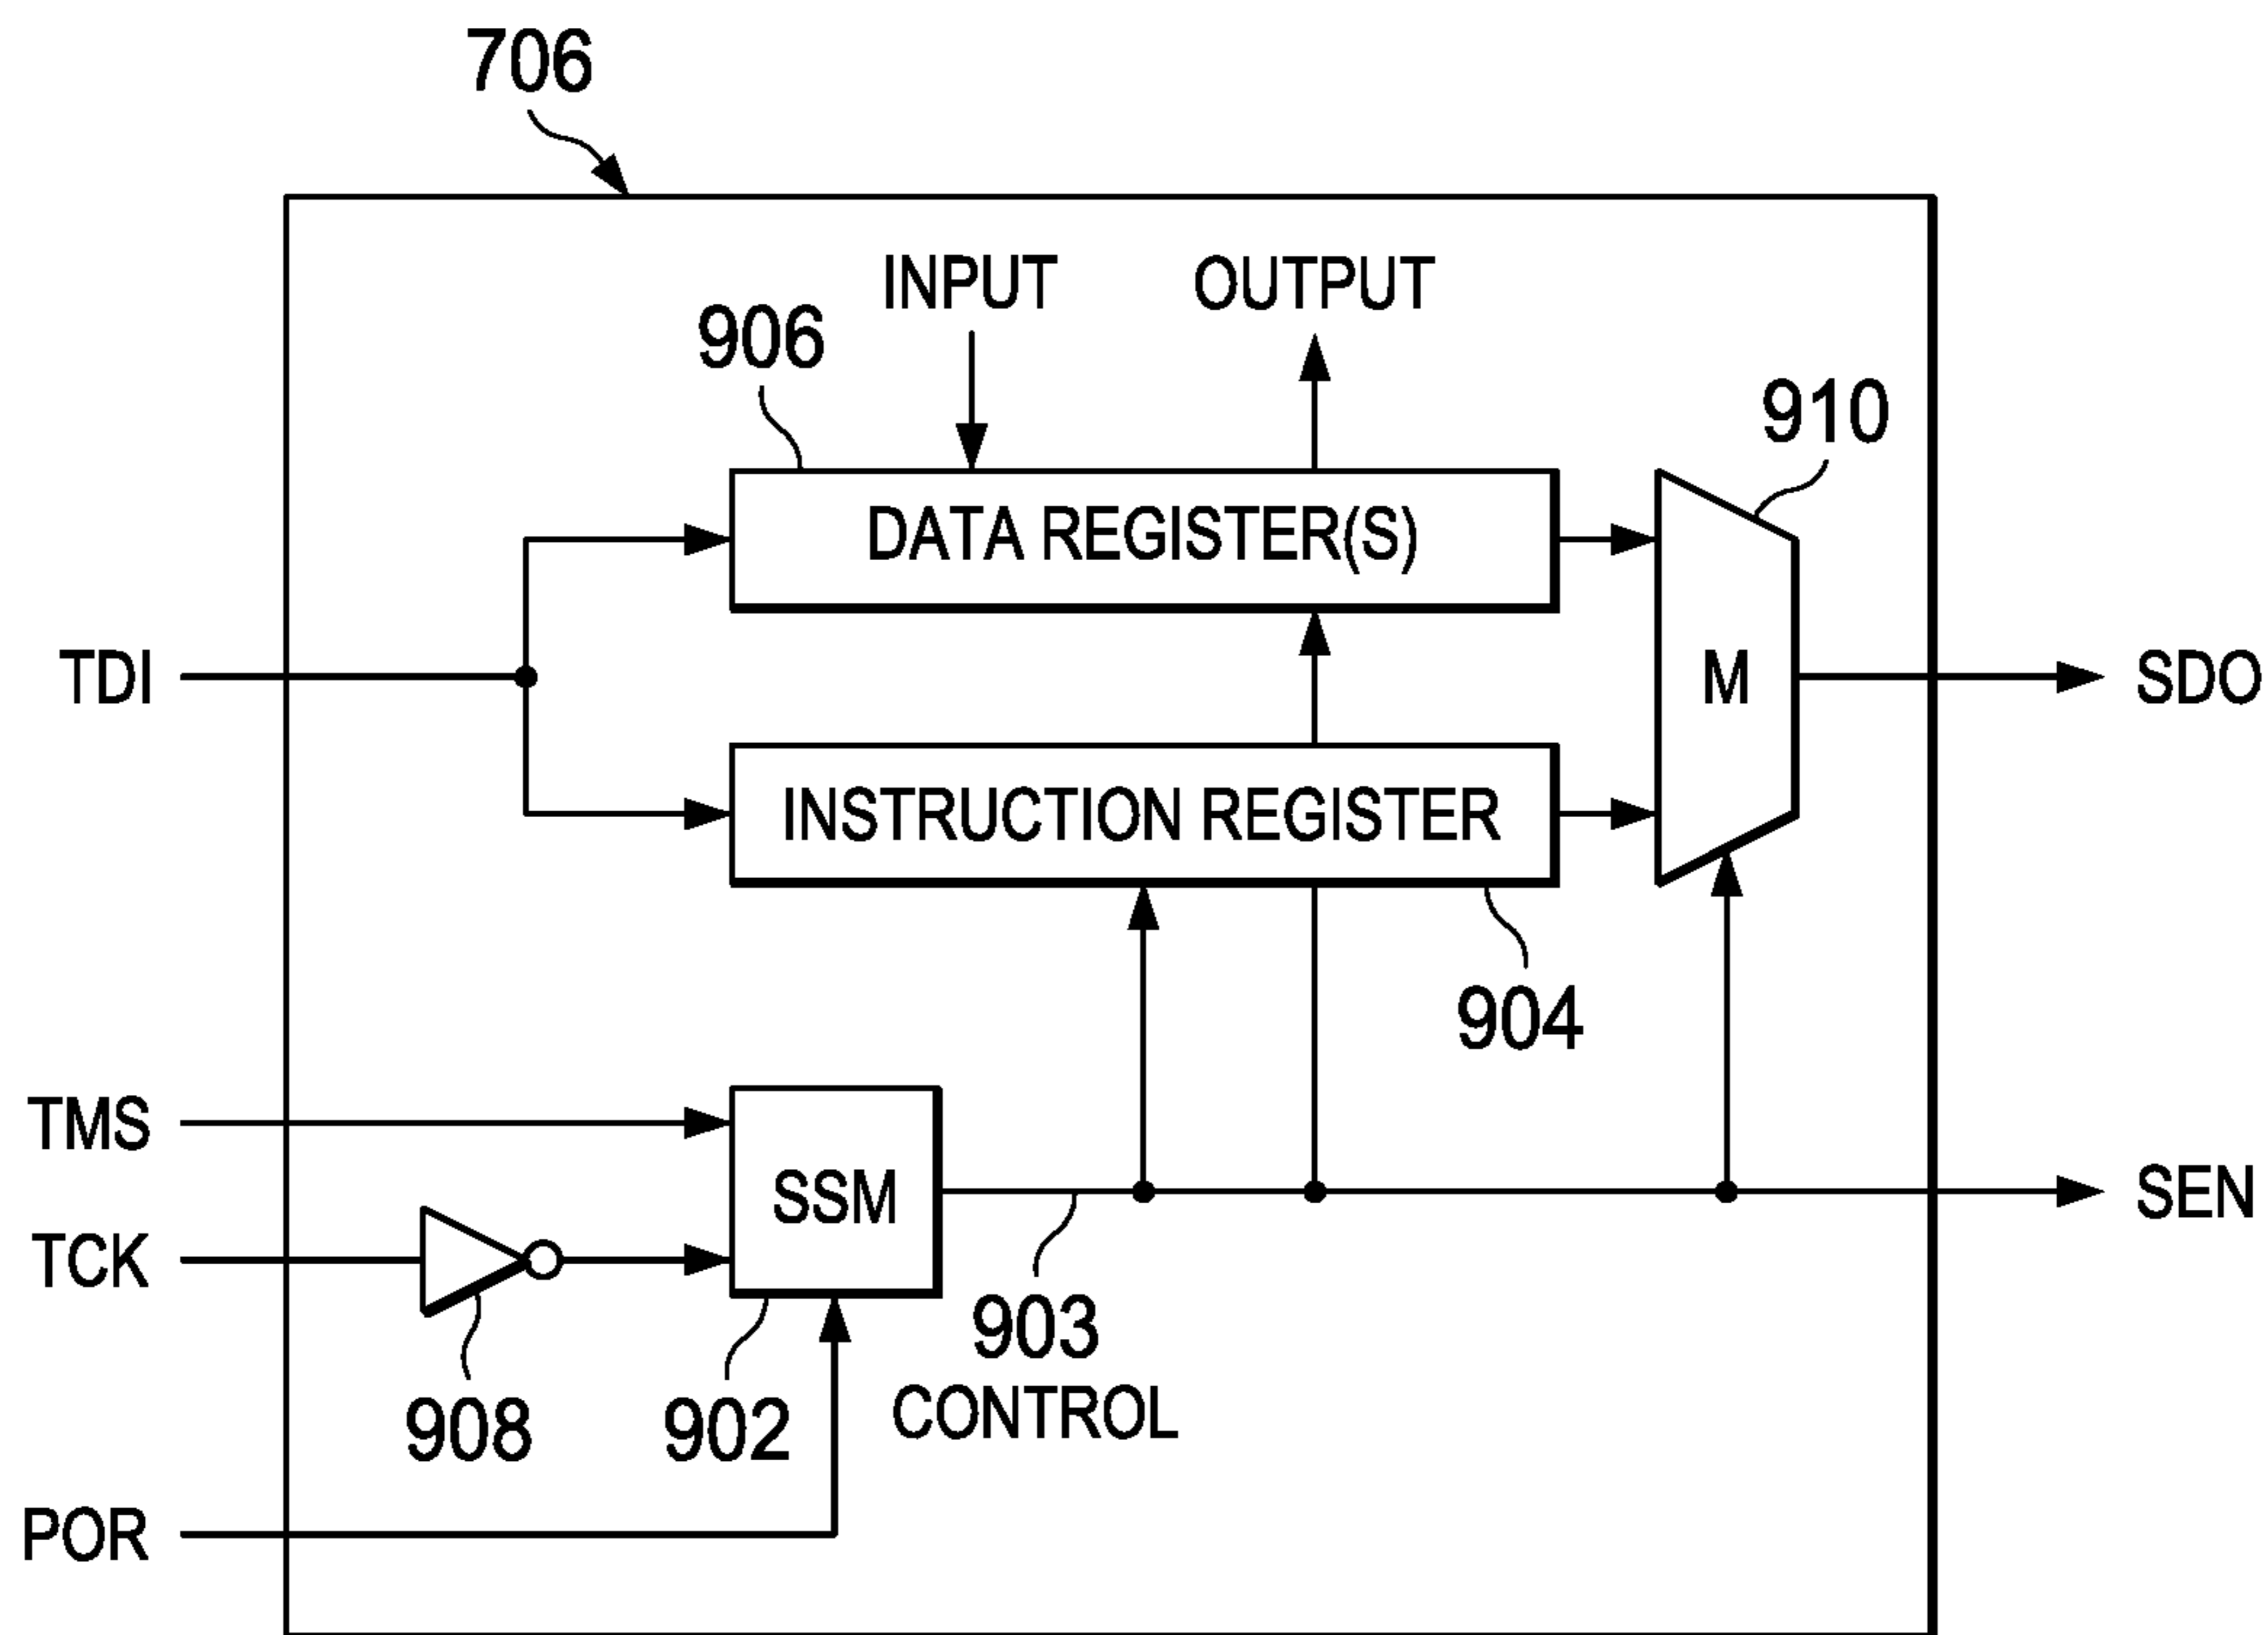 706
INPUT
OUTPUT
906
910
DATA REGISTER(S)
TDI
M
SDO
INSTRUCTION REGISTER
904
TMS
SSM
SEN
TCK
903
CONTROL
908
902
POR